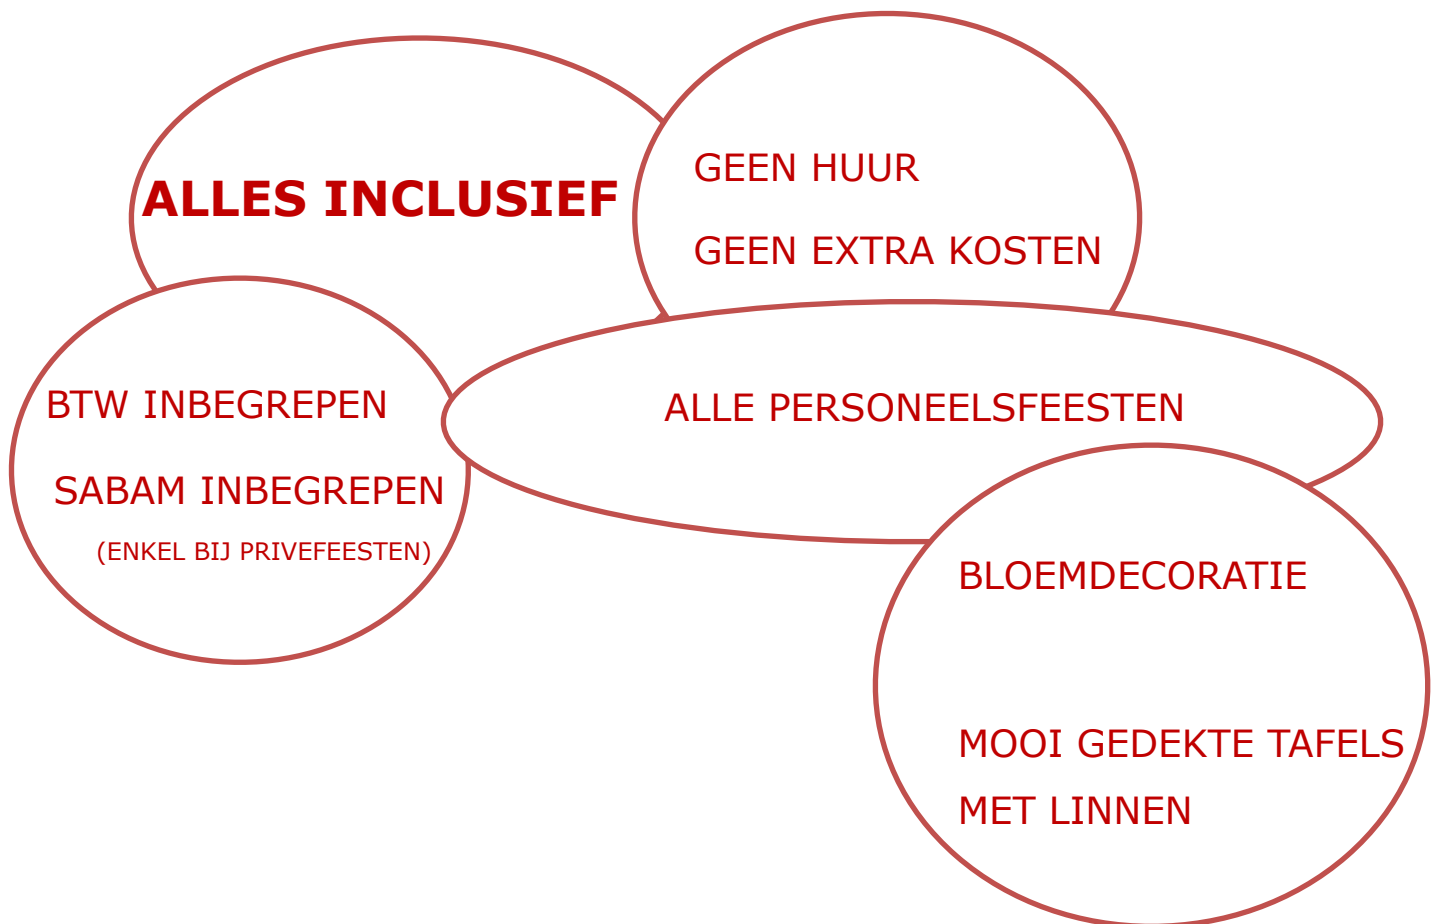 ALLES INCLUSIEF
GEEN HUUR
GEEN EXTRA KOSTEN
BTW INBEGREPEN
SABAM INBEGREPEN
(ENKEL BIJ PRIVEFEESTEN)
ALLE PERSONEELSFEESTEN
BLOEMDECORATIE
MOOI GEDEKTE TAFELS
MET LINNEN